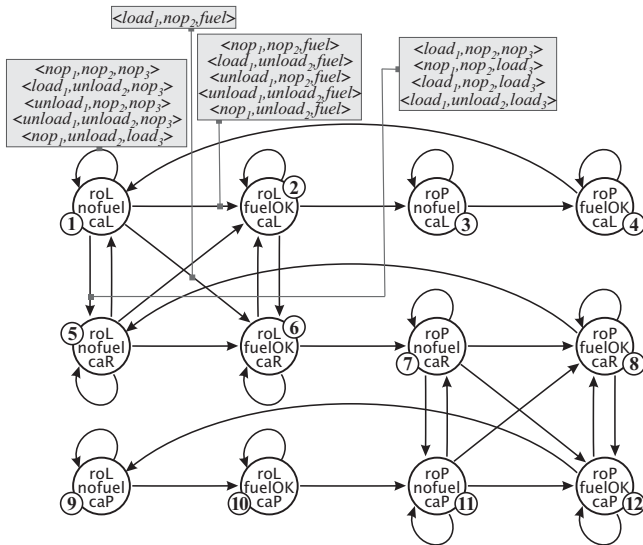 <load1,nop2,fuel>
<nop1,nop2,nop3>
<load1,unload2,nop3>
<unload1,nop2,nop3>
<unload1,unload2,nop3>
<nop1,unload2,load3>
<nop1,nop2,fuel>
<load1,unload2,fuel>
<unload1,nop2,fuel>
<unload1,unload2,fuel>
<nop1,unload2,fuel>
<load1,nop2,nop3>
<nop1,nop2,load3>
<load1,nop2,load3>
<load1,unload2,load3>
roL
nofuel
caL
1
roL
fuelOK
caL
2
roP
nofuel
caL
3
roP
fuelOK
caL
4
roL
nofuel
caR
5
roL
fuelOK
caR
6
roP
nofuel
caR
7
roP
fuelOK
caR
8
roL
nofuel
caP
9
roL
fuelOK
caP
10
roP
nofuel
caP
11
roP
fuelOK
caP
12